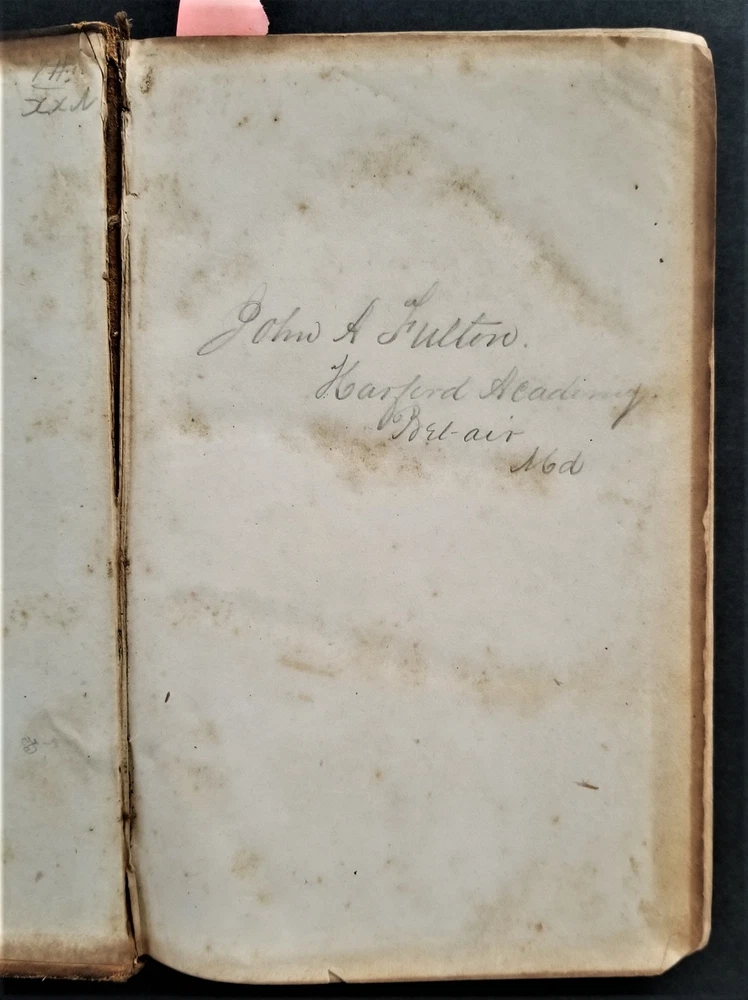 John A Fulton.
Harford Academy.
Bel-air
Md